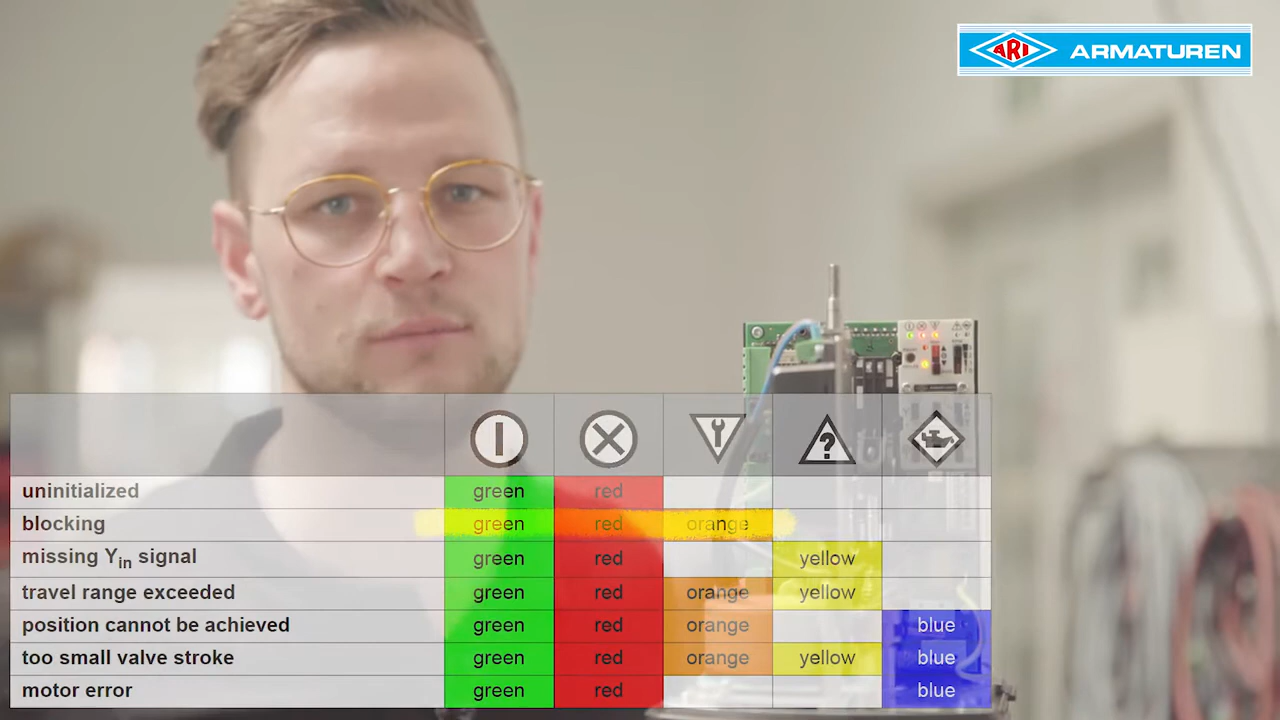 ARI ARMATUREN
uninitialized green red
blocking green red orange
missing Yin signal green red yellow
travel range exceeded green red orange yellow
position cannot be achieved green red orange blue
too small valve stroke green red orange yellow blue
motor error green red blue